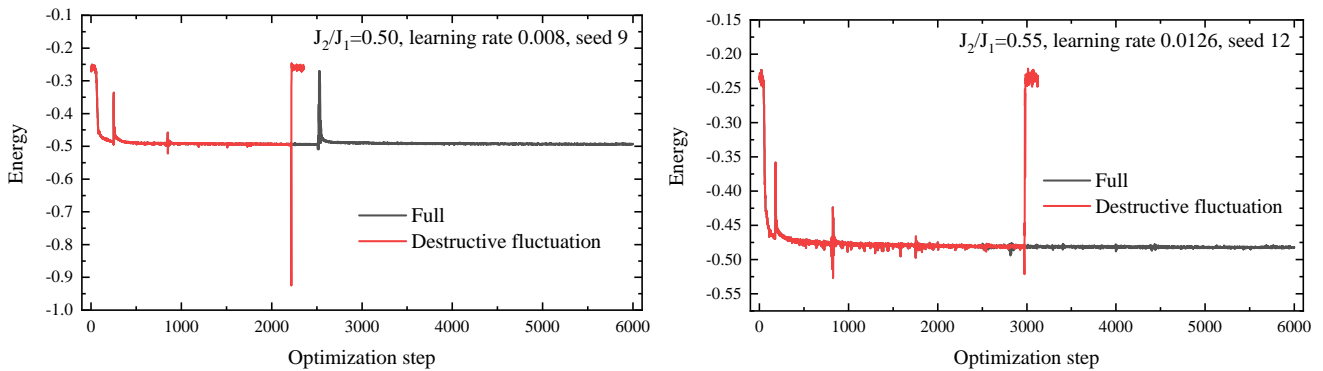 J2/J1=0.50, learning rate 0.008, seed 9
-0.1
-0.2
-0.3
-0.4
-0.5
-0.6
-0.7
-0.8
-0.9
-1.0
Energy
Full
Destructive fluctuation
0 1000 2000 3000 4000 5000 6000
Optimization step
J2/J1=0.55, learning rate 0.0126, seed 12
-0.15
-0.20
-0.25
-0.30
-0.35
-0.40
-0.45
-0.50
-0.55
Energy
Full
Destructive fluctuation
0 1000 2000 3000 4000 5000 6000
Optimization step